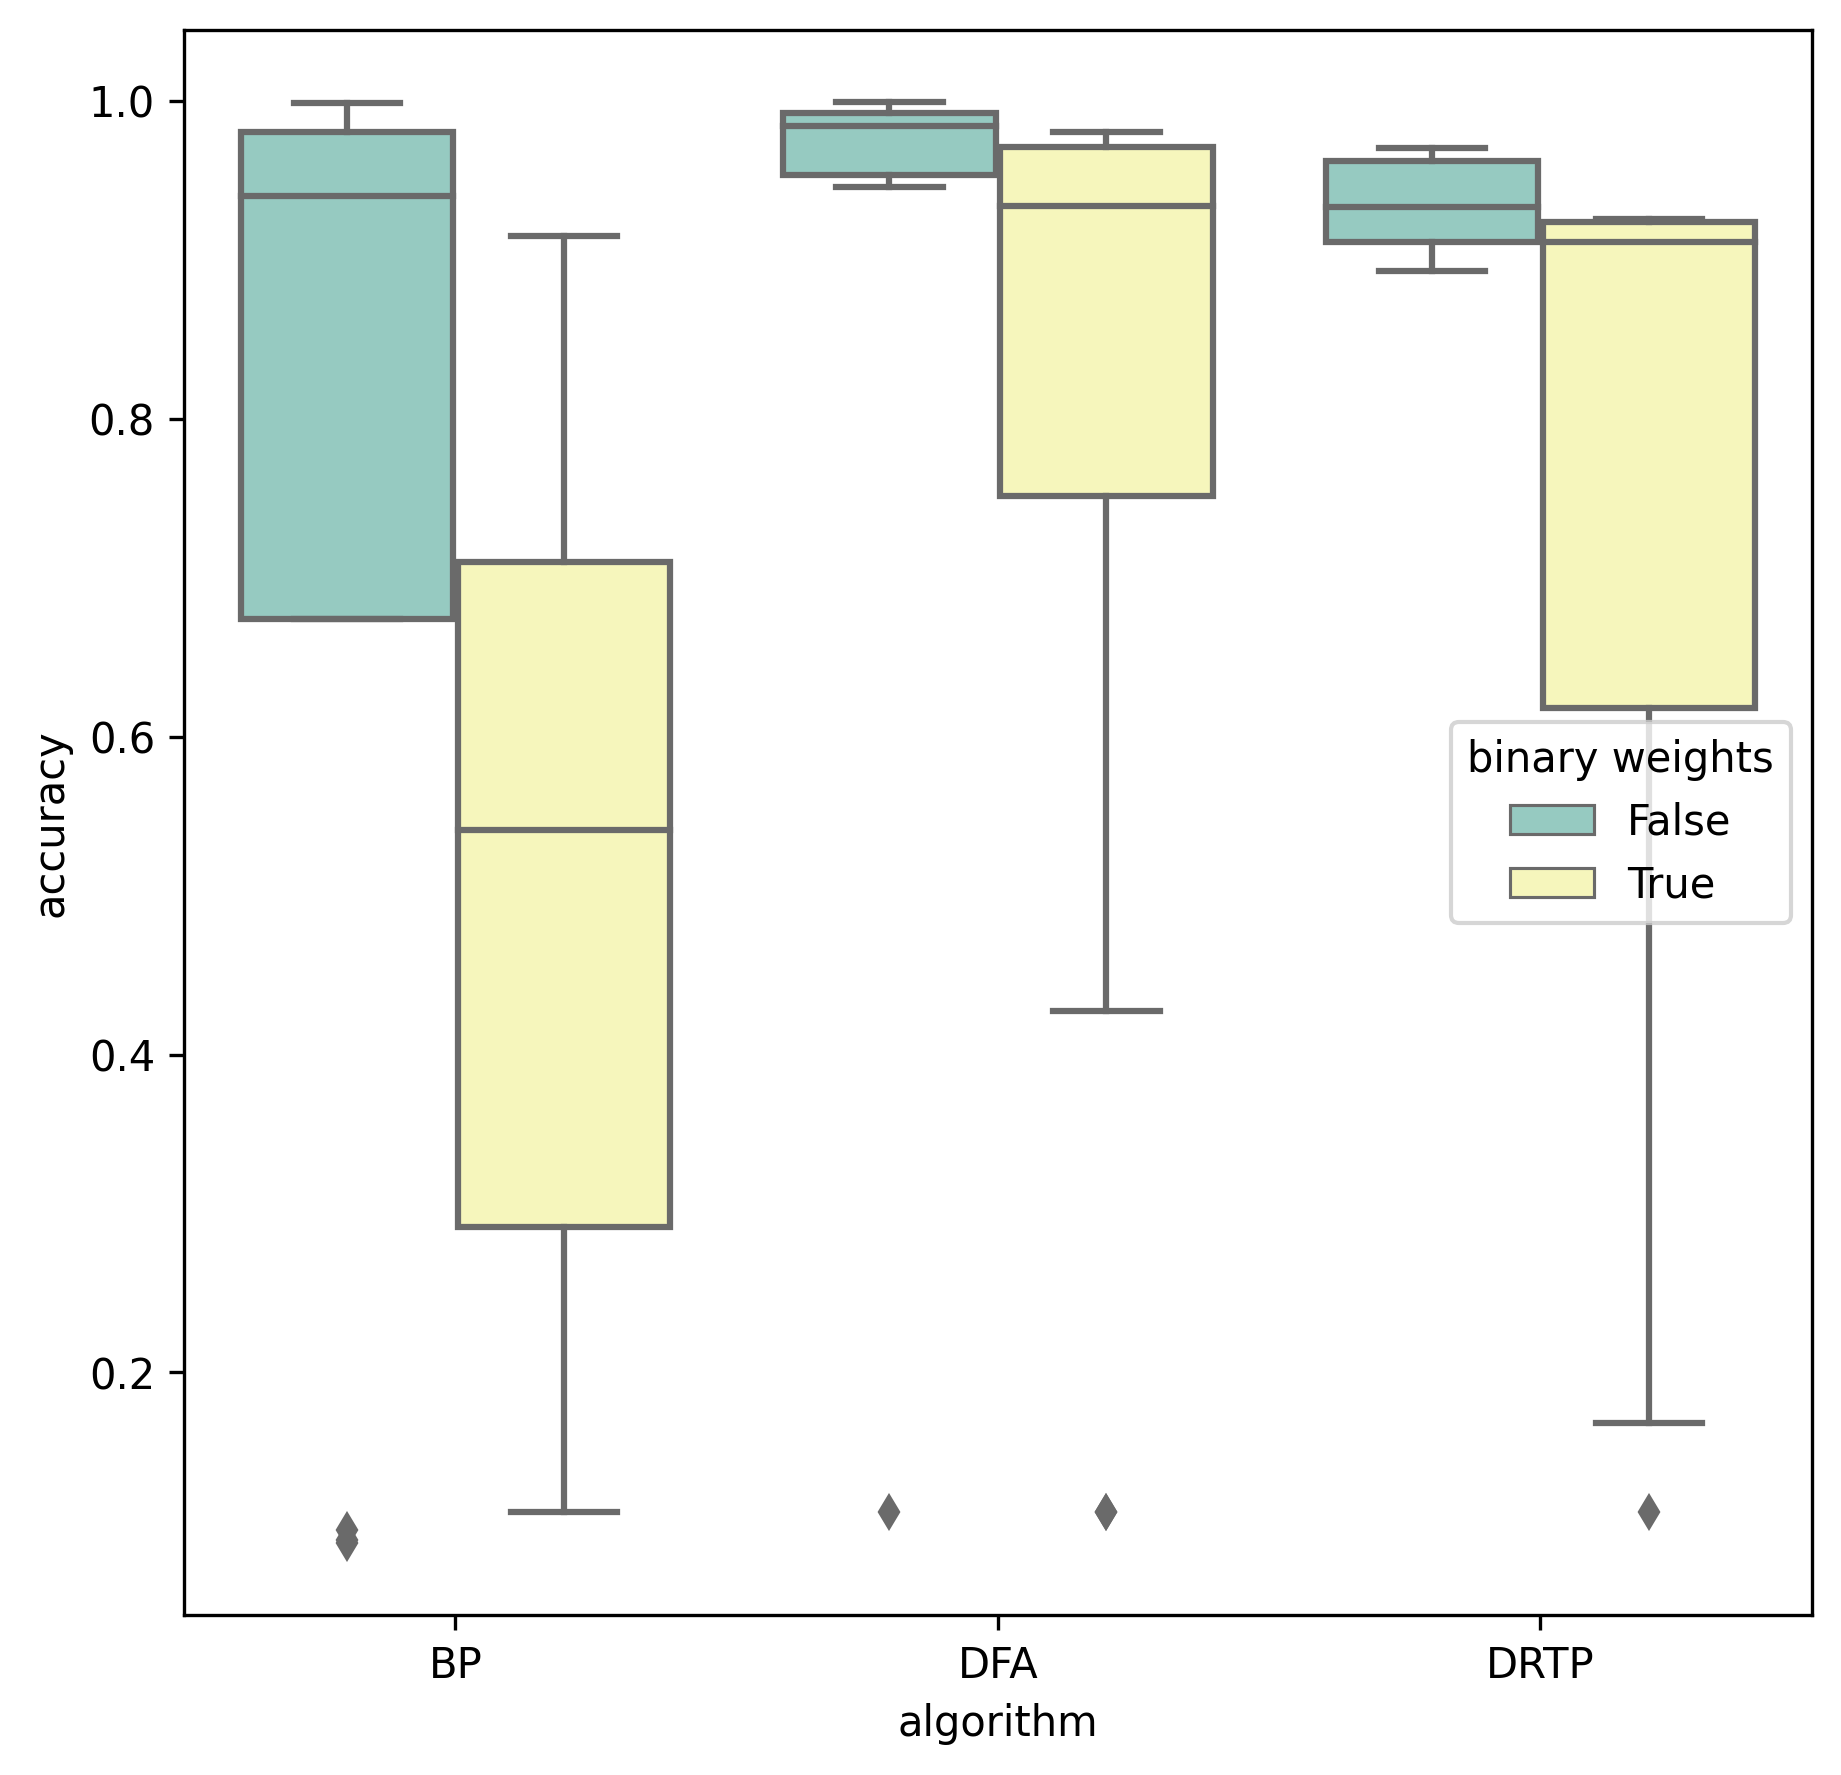 accuracy
1.0
0.8
0.6
0.4
0.2
binary weights
False
True
BP DFA DRTP
algorithm